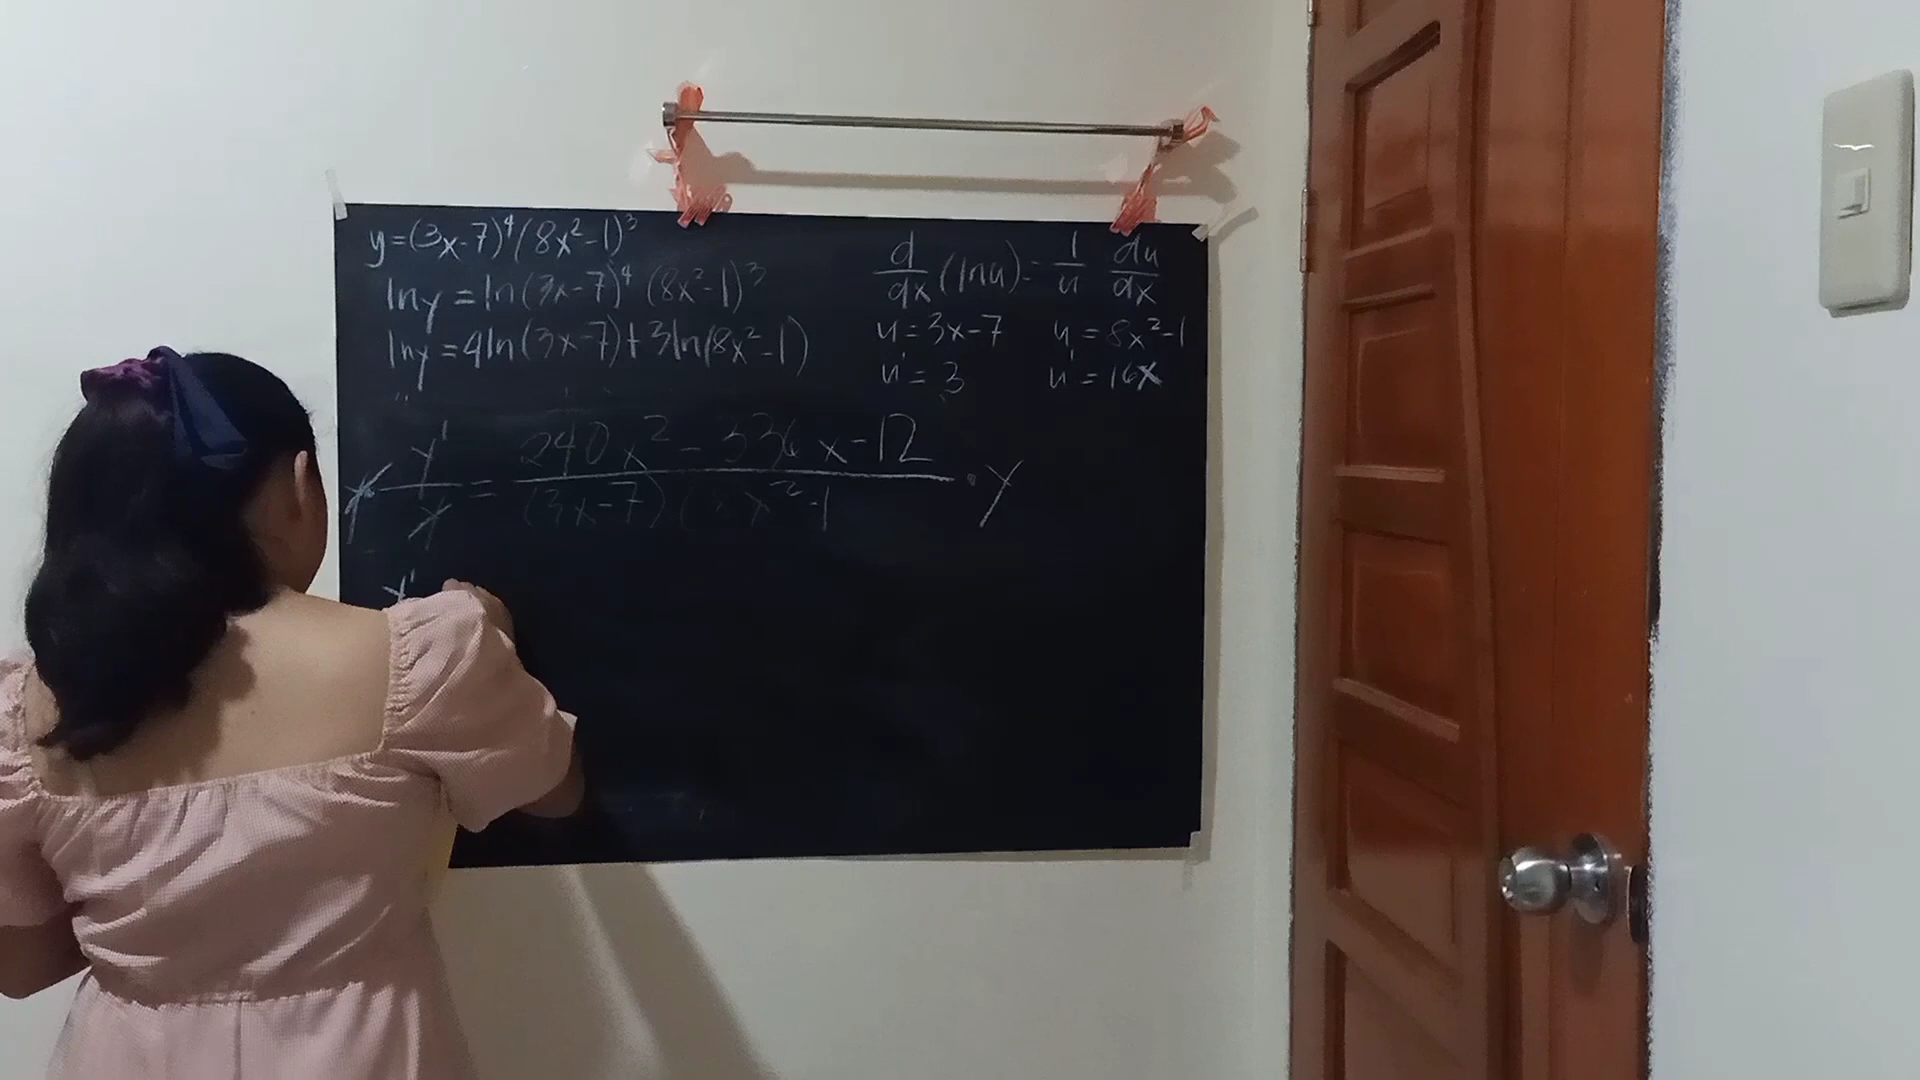 y=(3x-7)⁴(8x²-1)³
lny=ln(3x-7)⁴(8x²-1)³
lny=4ln(3x-7)+3ln(8x²-1)
d/dx (ln u) = 1/u du/dx
u=3x-7 u=8x²-1
u'=3 u'=16x
y · y'/y = 240x²-336x-12/(3x-7)(8x²-1 · y
y'